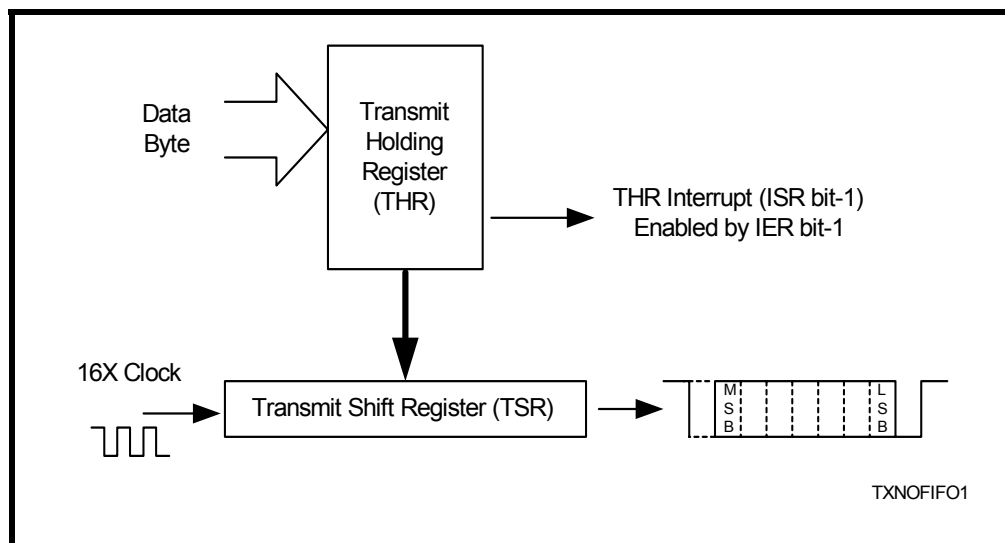 Data
Byte
Transmit
Holding
Register
(THR)
THR Interrupt (ISR bit-1)
Enabled by IER bit-1
16X Clock
Transmit Shift Register (TSR)
M
S
B
L
S
B
TXNOFIFO1